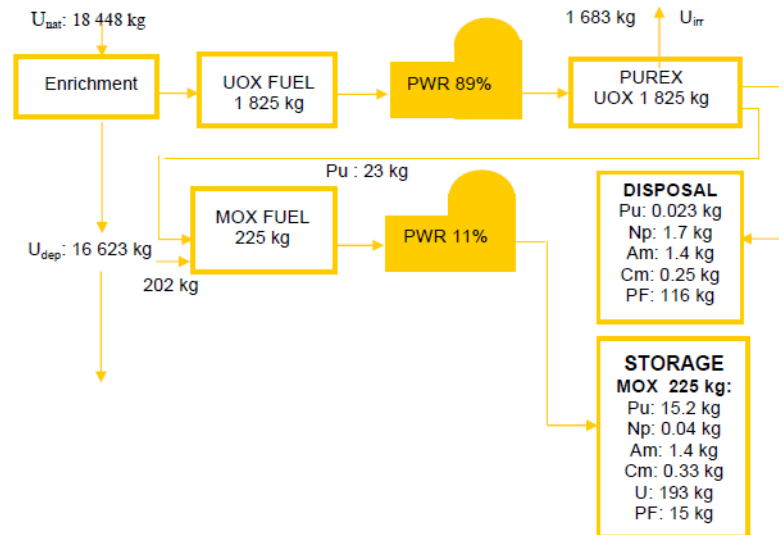 U_nat: 18 448 kg
Enrichment
UOX FUEL
1 825 kg
PWR 89%
1 683 kg
U_irr
PUREX
UOX 1 825 kg
Pu : 23 kg
MOX FUEL
225 kg
PWR 11%
U_dep: 16 623 kg
202 kg
DISPOSAL
Pu: 0.023 kg
Np: 1.7 kg
Am: 1.4 kg
Cm: 0.25 kg
PF: 116 kg
STORAGE
MOX 225 kg:
Pu: 15.2 kg
Np: 0.04 kg
Am: 1.4 kg
Cm: 0.33 kg
U: 193 kg
PF: 15 kg